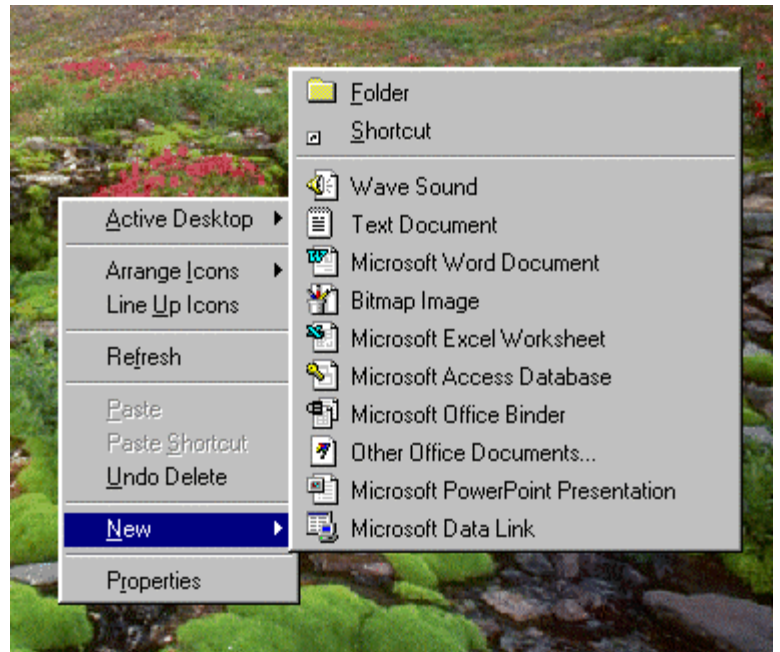 Active Desktop
Arrange Icons
Line Up Icons
Refresh
Paste
Paste Shortcut
Undo Delete
New
Properties
Folder
Shortcut
Wave Sound
Text Document
Microsoft Word Document
Bitmap Image
Microsoft Excel Worksheet
Microsoft Access Database
Microsoft Office Binder
Other Office Documents...
Microsoft PowerPoint Presentation
Microsoft Data Link